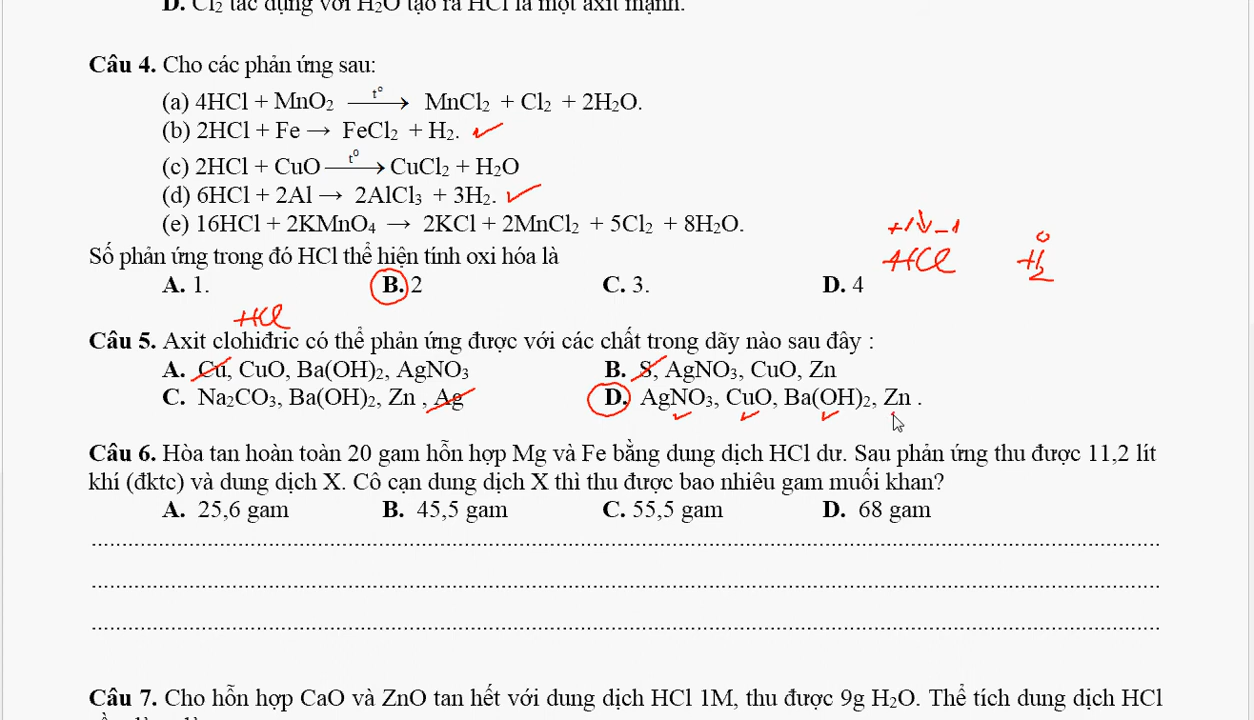 D. Cl₂ tác dụng với H₂O tạo ra HCl là một axit mạnh.
Câu 4. Cho các phản ứng sau:
(a) 4HCl + MnO₂ —t°→ MnCl₂ + Cl₂ + 2H₂O.
(b) 2HCl + Fe → FeCl₂ + H₂. ✓
(c) 2HCl + CuO —t°→ CuCl₂ + H₂O
(d) 6HCl + 2Al → 2AlCl₃ + 3H₂. ✓
(e) 16HCl + 2KMnO₄ → 2KCl + 2MnCl₂ + 5Cl₂ + 8H₂O.
+1 -1 0
Số phản ứng trong đó HCl thể hiện tính oxi hóa là HCl H₂
A. 1. B. 2 C. 3. D. 4
HCl
Câu 5. Axit clohiđric có thể phản ứng được với các chất trong dãy nào sau đây :
A. Cu, CuO, Ba(OH)₂, AgNO₃ B. S, AgNO₃, CuO, Zn
C. Na₂CO₃, Ba(OH)₂, Zn , Ag D. AgNO₃, CuO, Ba(OH)₂, Zn .
Câu 6. Hòa tan hoàn toàn 20 gam hỗn hợp Mg và Fe bằng dung dịch HCl dư. Sau phản ứng thu được 11,2 lít
khí (đktc) và dung dịch X. Cô cạn dung dịch X thì thu được bao nhiêu gam muối khan?
A. 25,6 gam B. 45,5 gam C. 55,5 gam D. 68 gam
Câu 7. Cho hỗn hợp CaO và ZnO tan hết với dung dịch HCl 1M, thu được 9g H₂O. Thể tích dung dịch HCl